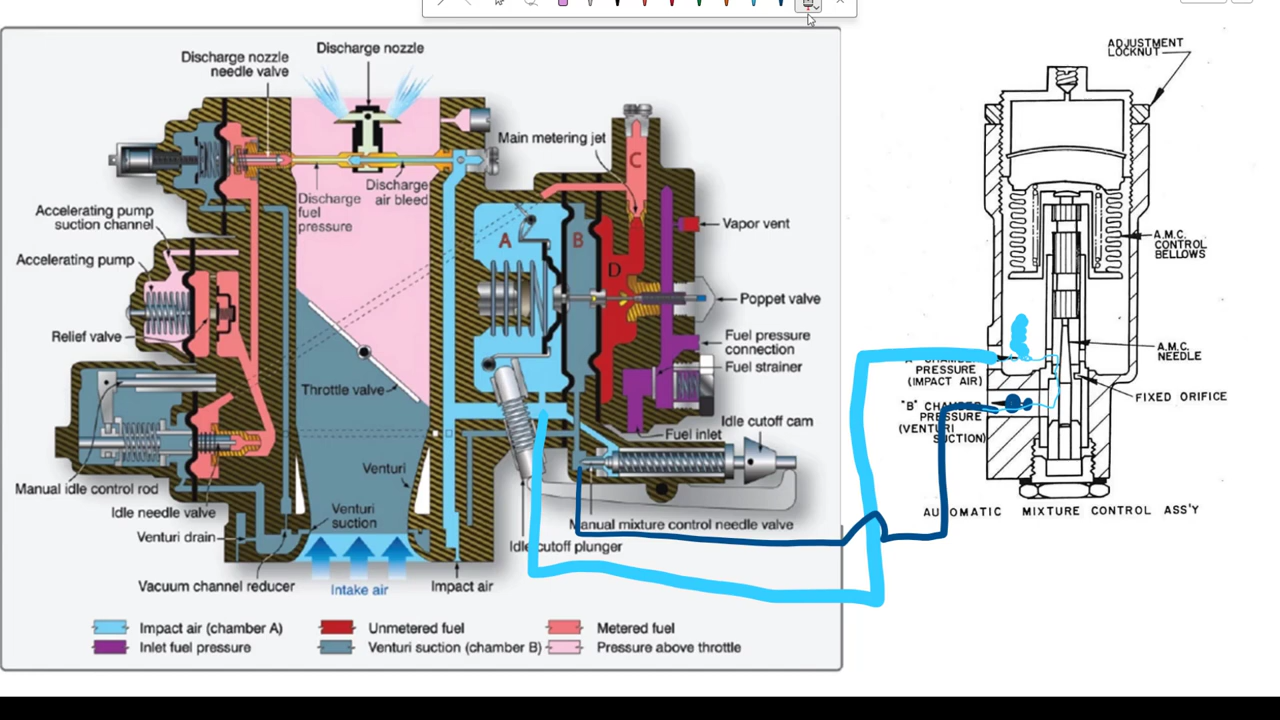 Discharge nozzle
Discharge nozzle
needle valve
Main metering jet
C
Discharge
air bleed
Discharge
fuel
pressure
Accelerating pump
suction channel
A
B
D
Vapor vent
Accelerating pump
Poppet valve
Relief valve
Fuel pressure
connection
Fuel strainer
Throttle valve
Idle cutoff cam
Fuel inlet
Venturi
Manual idle control rod
Idle needle valve
Venturi
suction
Manual mixture control needle valve
Venturi drain
Idle cutoff plunger
Vacuum channel reducer
Intake air
Impact air
Impact air (chamber A)
Unmetered fuel
Metered fuel
Inlet fuel pressure
Venturi suction (chamber B)
Pressure above throttle
ADJUSTMENT
LOCKNUT
A.M.C.
CONTROL
BELLOWS
A.M.C.
NEEDLE
"A" CHAMBER
PRESSURE
(IMPACT AIR)
FIXED ORIFICE
"B" CHAMBER
PRESSURE
(VENTURI
SUCTION)
AUTOMATIC MIXTURE CONTROL ASS'Y